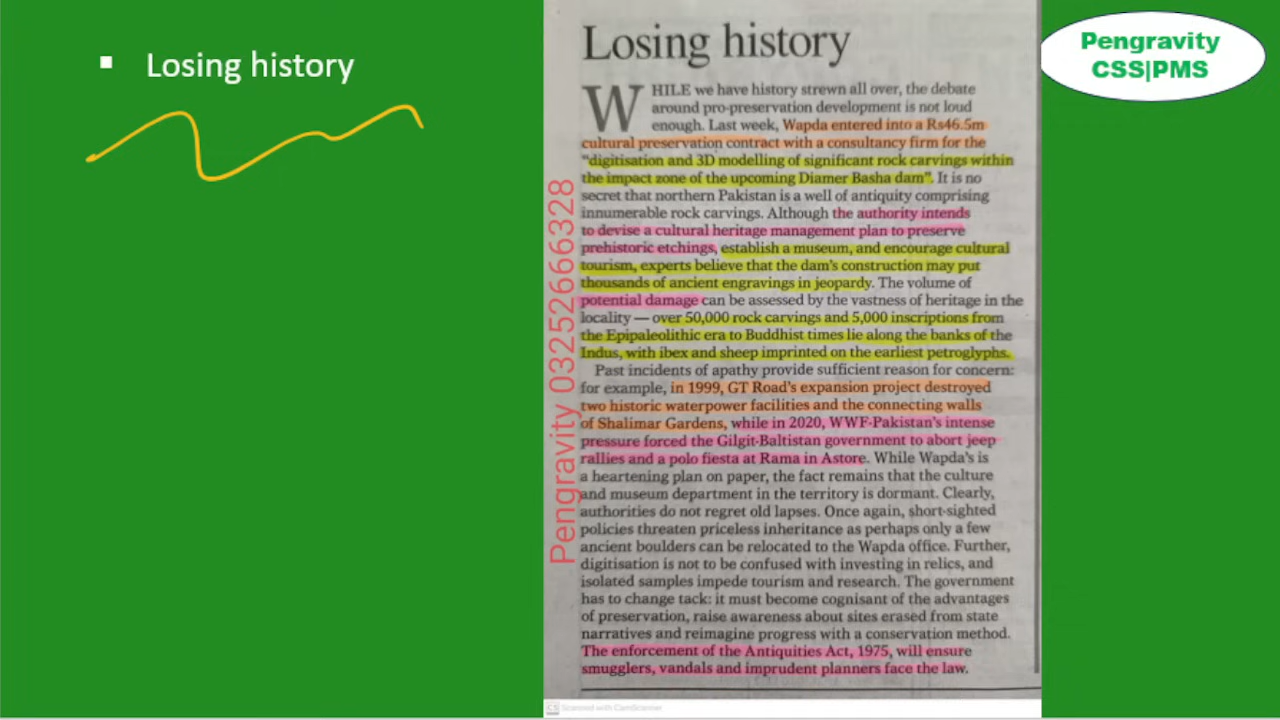 ▪ Losing history
Losing history
Pengravity
CSS|PMS
WHILE we have history strewn all over, the debate
around pro-preservation development is not loud
enough. Last week, Wapda entered into a Rs46.5m
cultural preservation contract with a consultancy firm for the
“digitisation and 3D modelling of significant rock carvings within
the impact zone of the upcoming Diamer Basha dam”. It is no
secret that northern Pakistan is a well of antiquity comprising
innumerable rock carvings. Although the authority intends
to devise a cultural heritage management plan to preserve
prehistoric etchings, establish a museum, and encourage cultural
tourism, experts believe that the dam’s construction may put
thousands of ancient engravings in jeopardy. The volume of
potential damage can be assessed by the vastness of heritage in the
locality — over 50,000 rock carvings and 5,000 inscriptions from
the Epipaleolithic era to Buddhist times lie along the banks of the
Indus, with ibex and sheep imprinted on the earliest petroglyphs.
Past incidents of apathy provide sufficient reason for concern:
for example, in 1999, GT Road’s expansion project destroyed
two historic waterpower facilities and the connecting walls
of Shalimar Gardens, while in 2020, WWF-Pakistan’s intense
pressure forced the Gilgit-Baltistan government to abort jeep
rallies and a polo fiesta at Rama in Astore. While Wapda’s is
a heartening plan on paper, the fact remains that the culture
and museum department in the territory is dormant. Clearly,
authorities do not regret old lapses. Once again, short-sighted
policies threaten priceless inheritance as perhaps only a few
ancient boulders can be relocated to the Wapda office. Further,
digitisation is not to be confused with investing in relics, and
isolated samples impede tourism and research. The government
has to change tack: it must become cognisant of the advantages
of preservation, raise awareness about sites erased from state
narratives and reimagine progress with a conservation method.
The enforcement of the Antiquities Act, 1975, will ensure
smugglers, vandals and imprudent planners face the law.
Pengravity 03252666328
CS Scanned with CamScanner